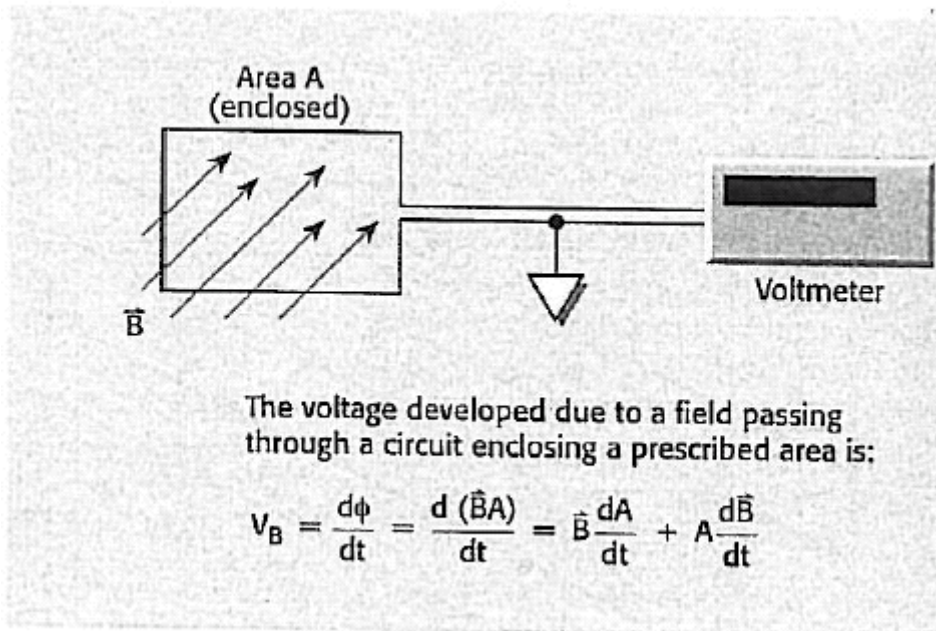 Area A
(enclosed)
B⃗
Voltmeter
The voltage developed due to a field passing
through a circuit enclosing a prescribed area is:
V_B = dϕ/dt = d (B⃗A)/dt = B⃗ dA/dt + A dB⃗/dt